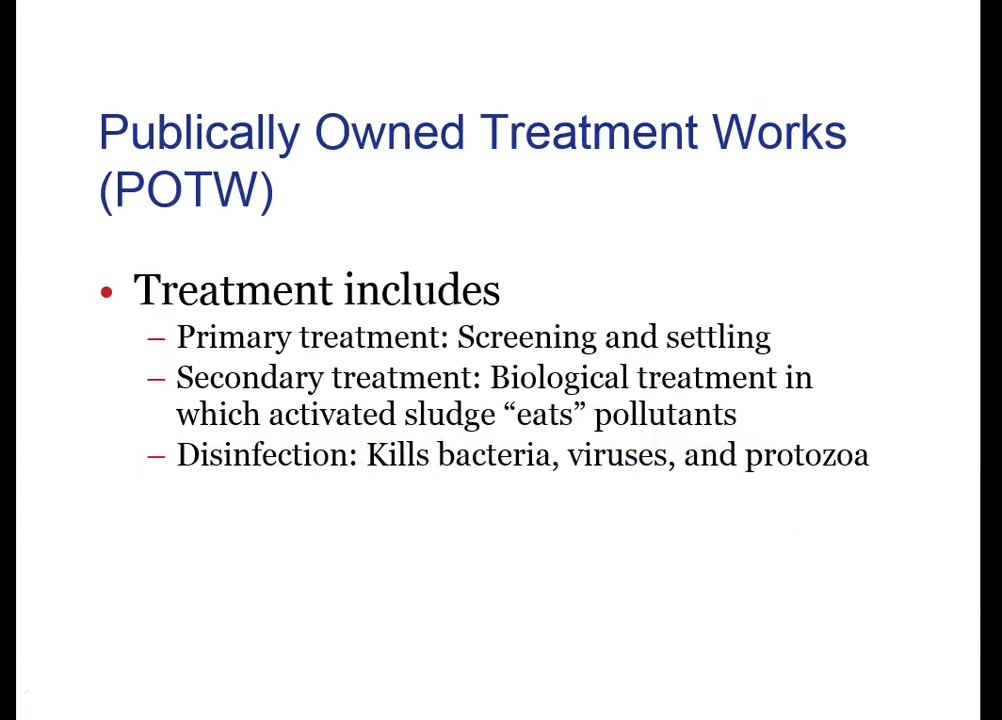 Publically Owned Treatment Works
(POTW)
• Treatment includes
– Primary treatment: Screening and settling
– Secondary treatment: Biological treatment in
which activated sludge “eats” pollutants
– Disinfection: Kills bacteria, viruses, and protozoa